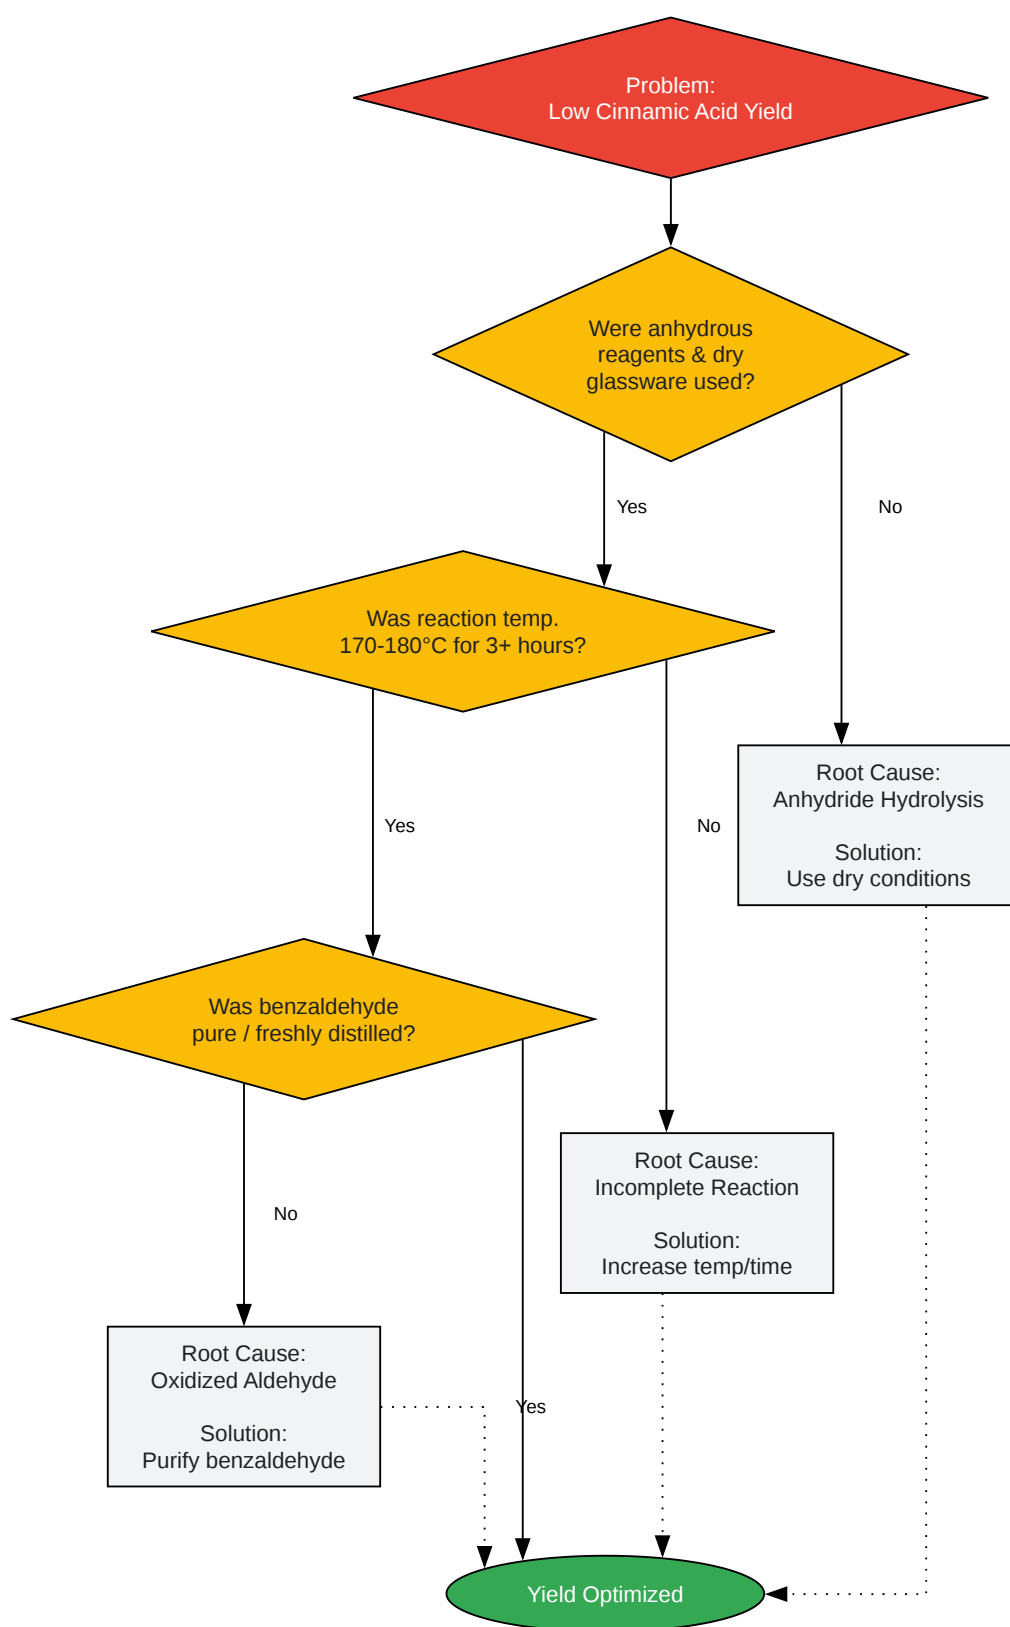 Problem:
Low Cinnamic Acid Yield
Were anhydrous
reagents & dry
glassware used?
Yes
No
Was reaction temp.
170-180°C for 3+ hours?
Root Cause:
Anhydride Hydrolysis
Solution:
Use dry conditions
Yes
No
Was benzaldehyde
pure / freshly distilled?
Root Cause:
Incomplete Reaction
Solution:
Increase temp/time
No
Root Cause:
Oxidized Aldehyde
Solution:
Purify benzaldehyde
Yes
Yield Optimized